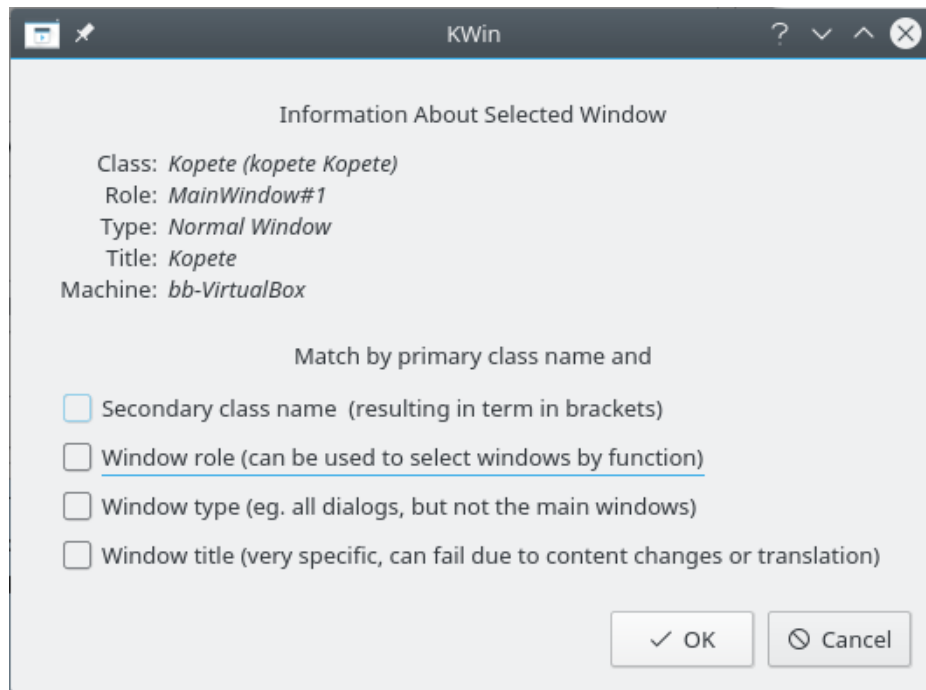 KWin
Information About Selected Window
Class: Kopete (kopete Kopete)
Role: MainWindow#1
Type: Normal Window
Title: Kopete
Machine: bb-VirtualBox
Match by primary class name and
Secondary class name (resulting in term in brackets)
Window role (can be used to select windows by function)
Window type (eg. all dialogs, but not the main windows)
Window title (very specific, can fail due to content changes or translation)
OK Cancel